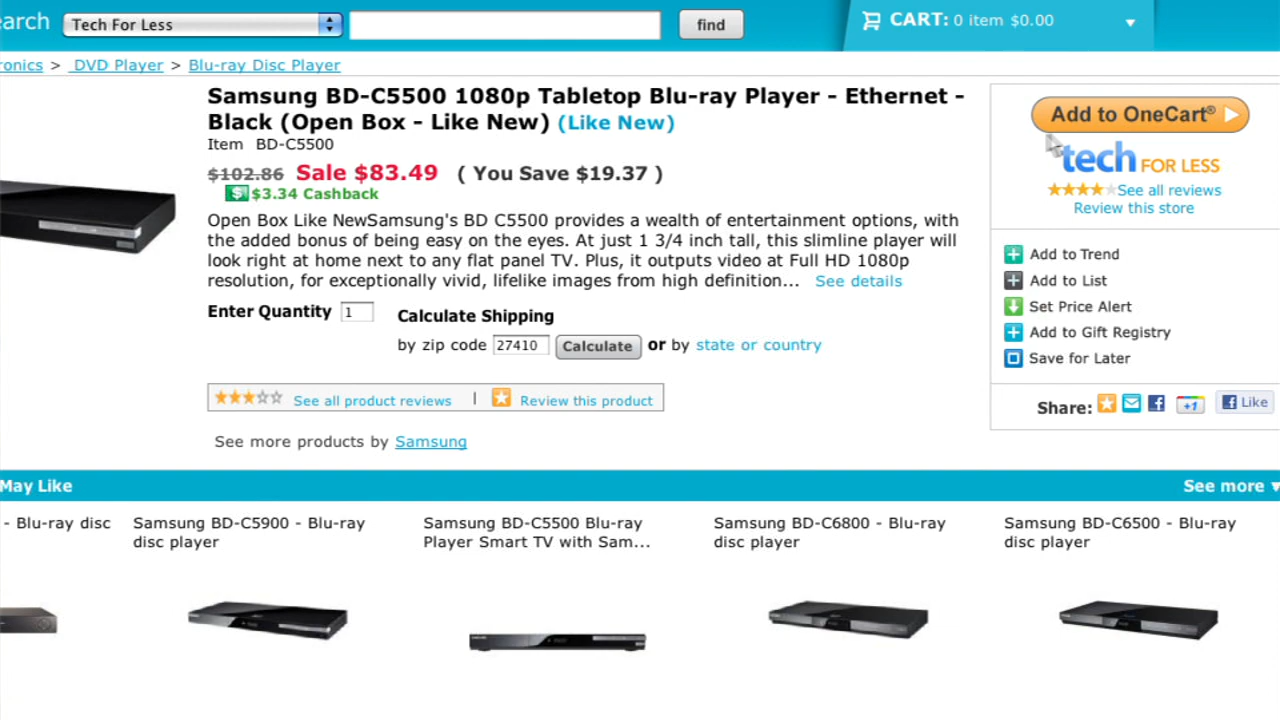 earch Tech For Less find CART: 0 item $0.00
ronics > DVD Player > Blu-ray Disc Player
Samsung BD-C5500 1080p Tabletop Blu-ray Player - Ethernet -
Black (Open Box - Like New) (Like New)
Item BD-C5500
$102.86 Sale $83.49 ( You Save $19.37 )
$ $3.34 Cashback
Open Box Like NewSamsung's BD C5500 provides a wealth of entertainment options, with
the added bonus of being easy on the eyes. At just 1 3/4 inch tall, this slimline player will
look right at home next to any flat panel TV. Plus, it outputs video at Full HD 1080p
resolution, for exceptionally vivid, lifelike images from high definition... See details
Enter Quantity 1
Calculate Shipping
by zip code 27410 Calculate or by state or country
See all product reviews | Review this product
See more products by Samsung
Add to OneCart®
tech FOR LESS
See all reviews
Review this store
Add to Trend
Add to List
Set Price Alert
Add to Gift Registry
Save for Later
Share: +1 Like
May Like See more
- Blu-ray disc
Samsung BD-C5900 - Blu-ray
disc player
Samsung BD-C5500 Blu-ray
Player Smart TV with Sam...
Samsung BD-C6800 - Blu-ray
disc player
Samsung BD-C6500 - Blu-ray
disc player